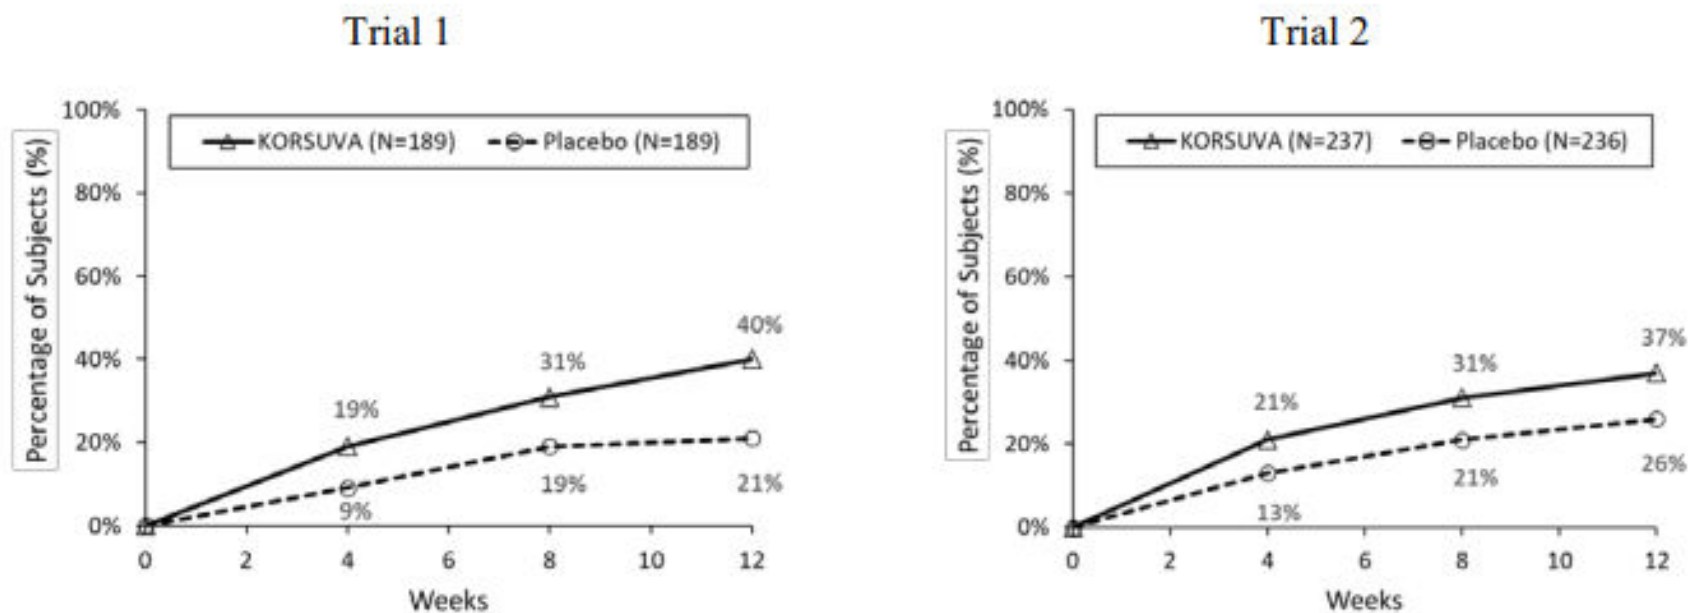 Trial 1
Percentage of Subjects (%)
100%
80%
60%
40%
20%
0%
KORSUVA (N=189) Placebo (N=189)
40%
31%
19%
21%
19%
9%
0 2 4 6 8 10 12
Weeks
Trial 2
Percentage of Subjects (%)
100%
80%
60%
40%
20%
0%
KORSUVA (N=237) Placebo (N=236)
37%
31%
21%
26%
21%
13%
0 2 4 6 8 10 12
Weeks